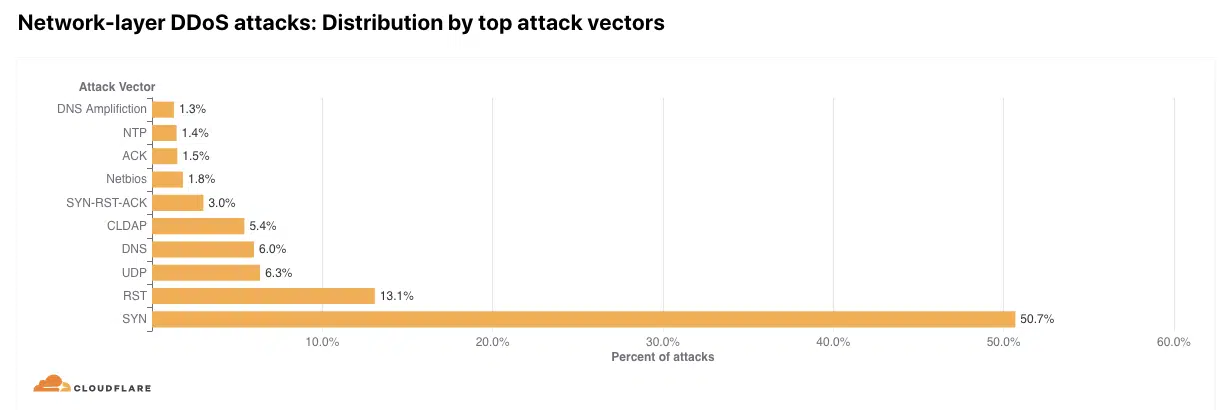 Network-layer DDoS attacks: Distribution by top attack vectors
Attack Vector
DNS Amplifiction 1.3%
NTP 1.4%
ACK 1.5%
Netbios 1.8%
SYN-RST-ACK 3.0%
CLDAP 5.4%
DNS 6.0%
UDP 6.3%
RST 13.1%
SYN 50.7%
10.0% 20.0% 30.0% 40.0% 50.0% 60.0%
Percent of attacks
CLOUDFLARE